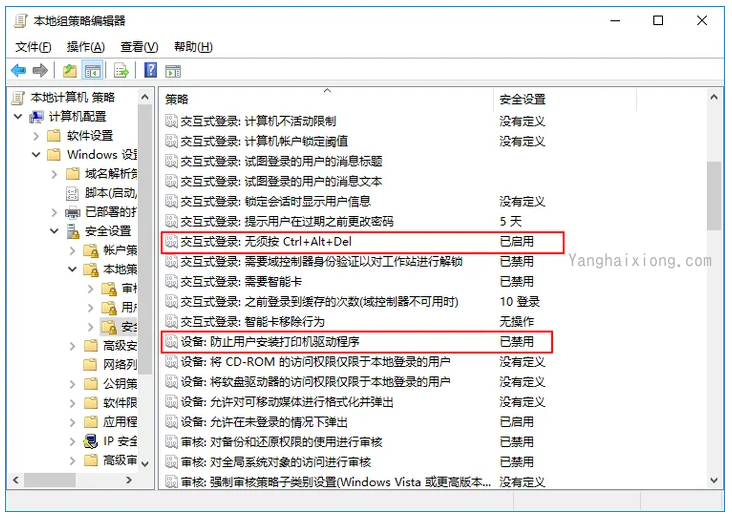 本地组策略编辑器
文件(F) 操作(A) 查看(V) 帮助(H)
本地计算机 策略
计算机配置
软件设置
Windows 设
域名解析策
脚本(启动/
已部署的打
安全设置
帐户策
本地策
审核
用户
安全
高级安
网络列
公钥策
软件限
应用程
IP 安全
高级审
策略 安全设置
交互式登录: 计算机不活动限制 没有定义
交互式登录: 计算机帐户锁定阈值 没有定义
交互式登录: 试图登录的用户的消息标题
交互式登录: 试图登录的用户的消息文本
交互式登录: 锁定会话时显示用户信息 没有定义
交互式登录: 提示用户在过期之前更改密码 5 天
交互式登录: 无须按 Ctrl+Alt+Del 已启用
交互式登录: 需要域控制器身份验证以对工作站进行解锁 已禁用
交互式登录: 需要智能卡 已禁用
交互式登录: 之前登录到缓存的次数(域控制器不可用时) 10 登录
交互式登录: 智能卡移除行为 无操作
设备: 防止用户安装打印机驱动程序 已禁用
设备: 将 CD-ROM 的访问权限仅限于本地登录的用户 没有定义
设备: 将软盘驱动器的访问权限仅限于本地登录的用户 没有定义
设备: 允许对可移动媒体进行格式化并弹出 没有定义
设备: 允许在未登录的情况下弹出 已启用
审核: 对备份和还原权限的使用进行审核 已禁用
审核: 对全局系统对象的访问进行审核 已禁用
审核: 强制审核策略子类别设置(Windows Vista 或更高版本... 没有定义
Yanghaixiong.com